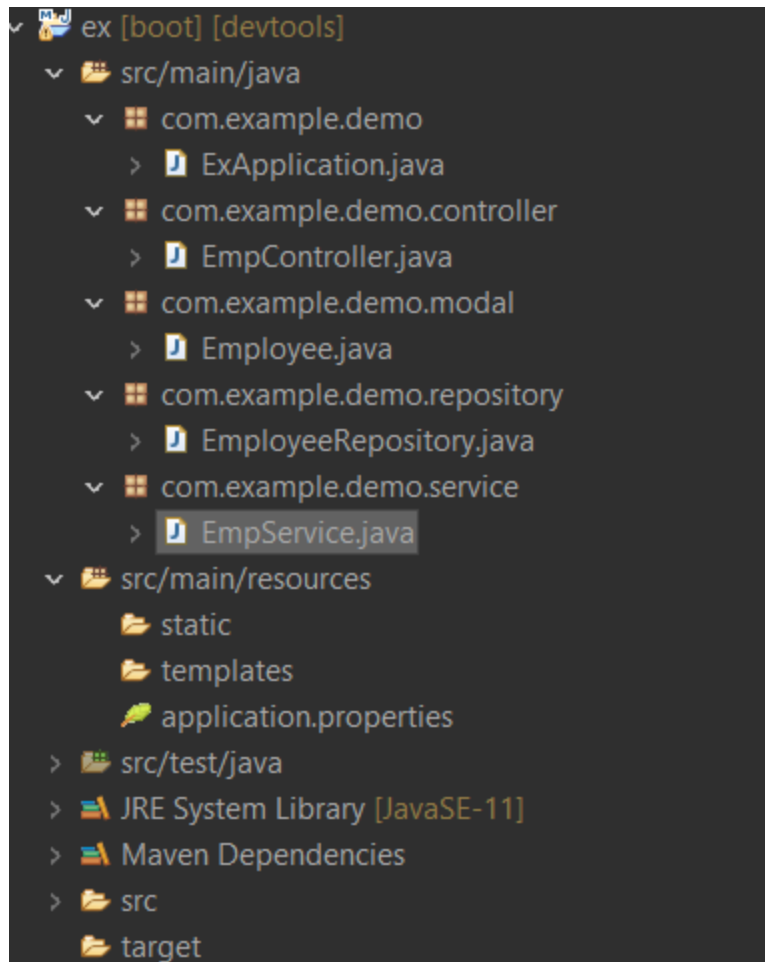 ex [boot] [devtools]
src/main/java
com.example.demo
ExApplication.java
com.example.demo.controller
EmpController.java
com.example.demo.modal
Employee.java
com.example.demo.repository
EmployeeRepository.java
com.example.demo.service
EmpService.java
src/main/resources
static
templates
application.properties
src/test/java
JRE System Library [JavaSE-11]
Maven Dependencies
src
target